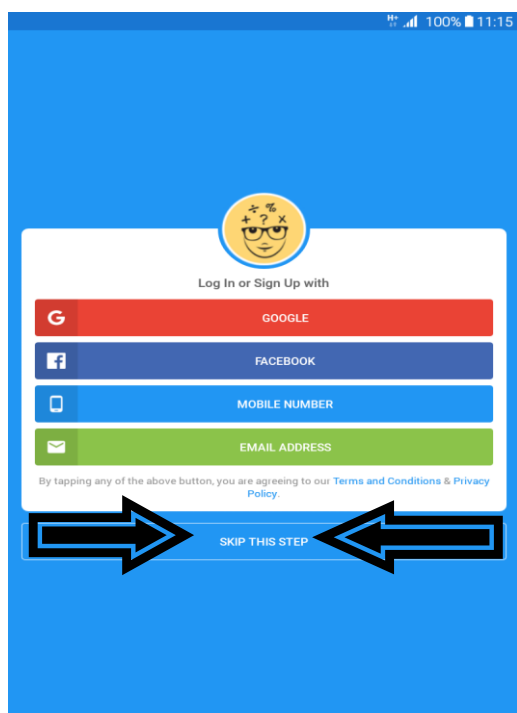 H+ 100% 11:15
÷ %
+ ? ×
Log In or Sign Up with
G GOOGLE
f FACEBOOK
MOBILE NUMBER
EMAIL ADDRESS
By tapping any of the above button, you are agreeing to our Terms and Conditions & Privacy
Policy.
SKIP THIS STEP